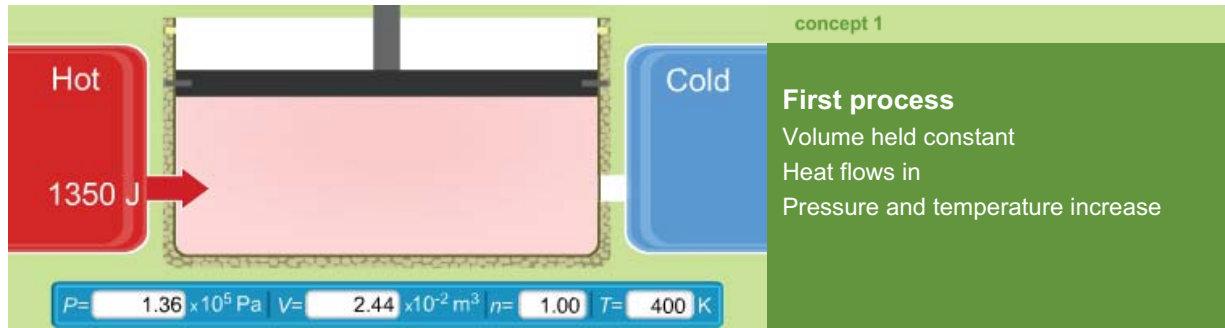 concept 1
Hot
Cold
1350 J
First process
Volume held constant
Heat flows in
Pressure and temperature increase
P= 1.36 x10⁵ Pa V= 2.44 x10⁻² m³ n= 1.00 T= 400 K